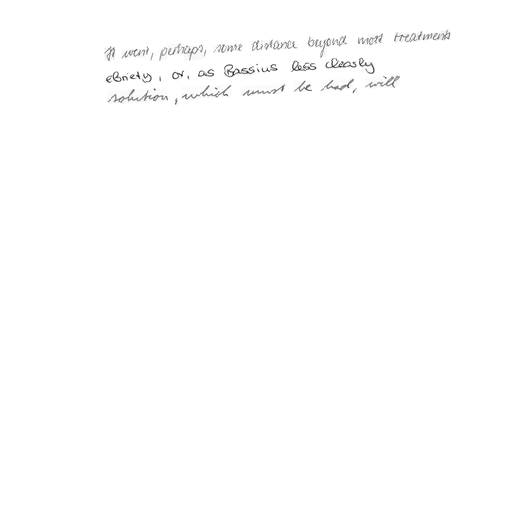 It went, perhaps, some distance beyond most treatments
ebriety, or, as Bassius less clearly
solution, which must be had, will